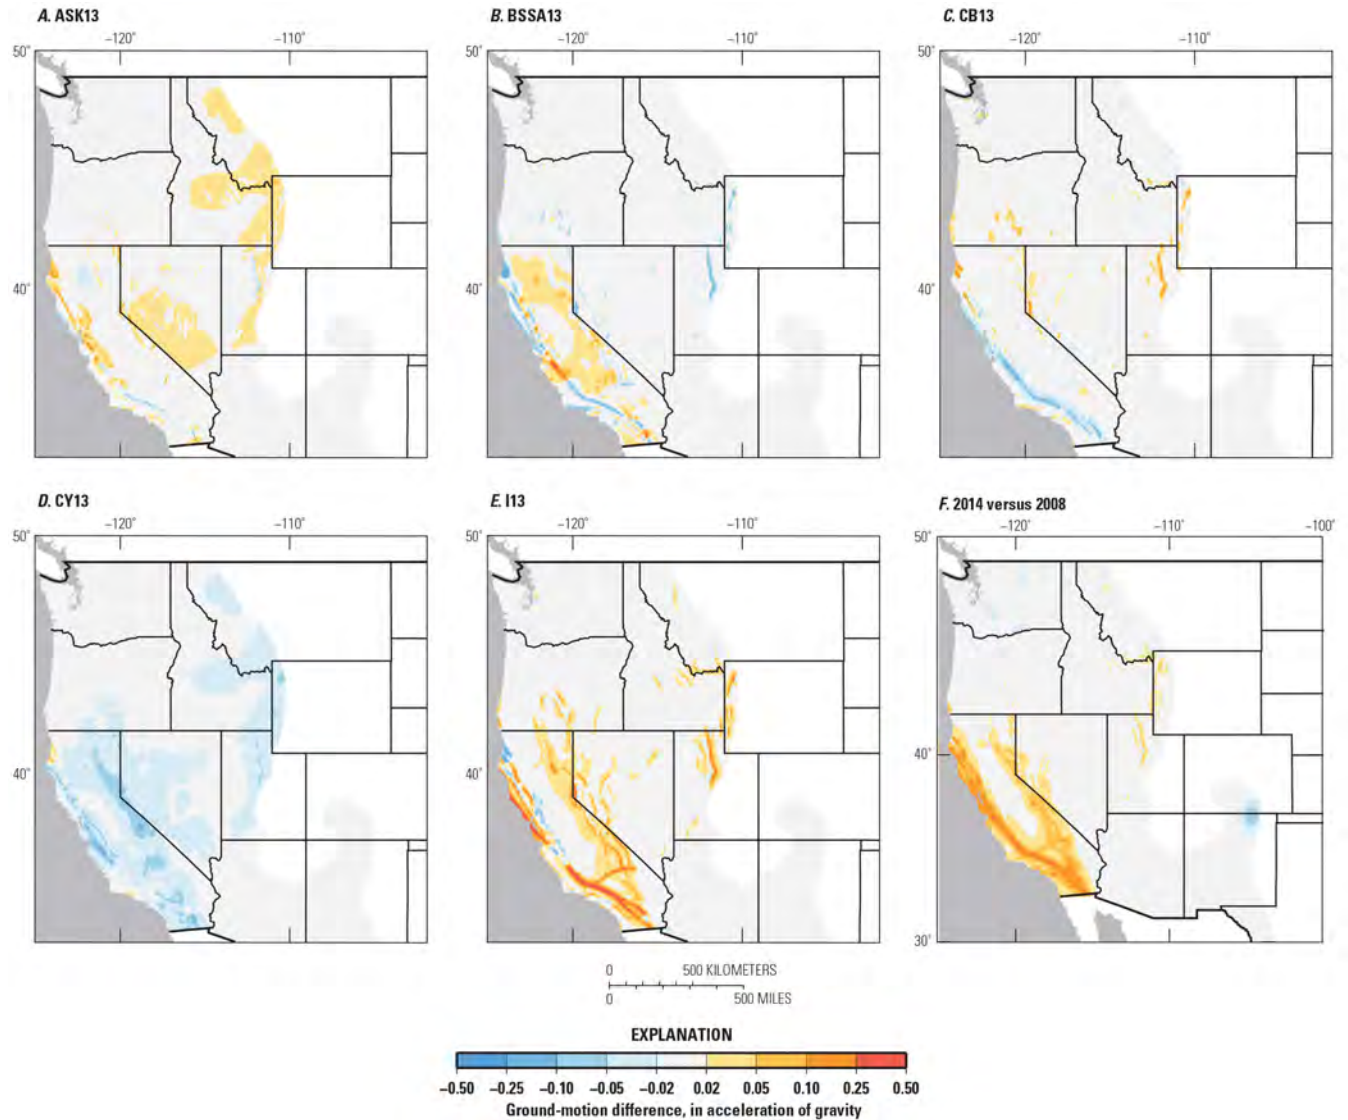 A. ASK13
B. BSSA13
C. CB13
–120°
–110°
–120°
–110°
–120°
–110°
50°
50°
50°
40°
40°
40°
D. CY13
E. I13
F. 2014 versus 2008
–120°
–110°
–120°
–110°
–120°
–110°
–100°
50°
50°
50°
40°
40°
40°
30°
0 500 KILOMETERS
0 500 MILES
EXPLANATION
–0.50 –0.25 –0.10 –0.05 –0.02 0.02 0.05 0.10 0.25 0.50
Ground-motion difference, in acceleration of gravity